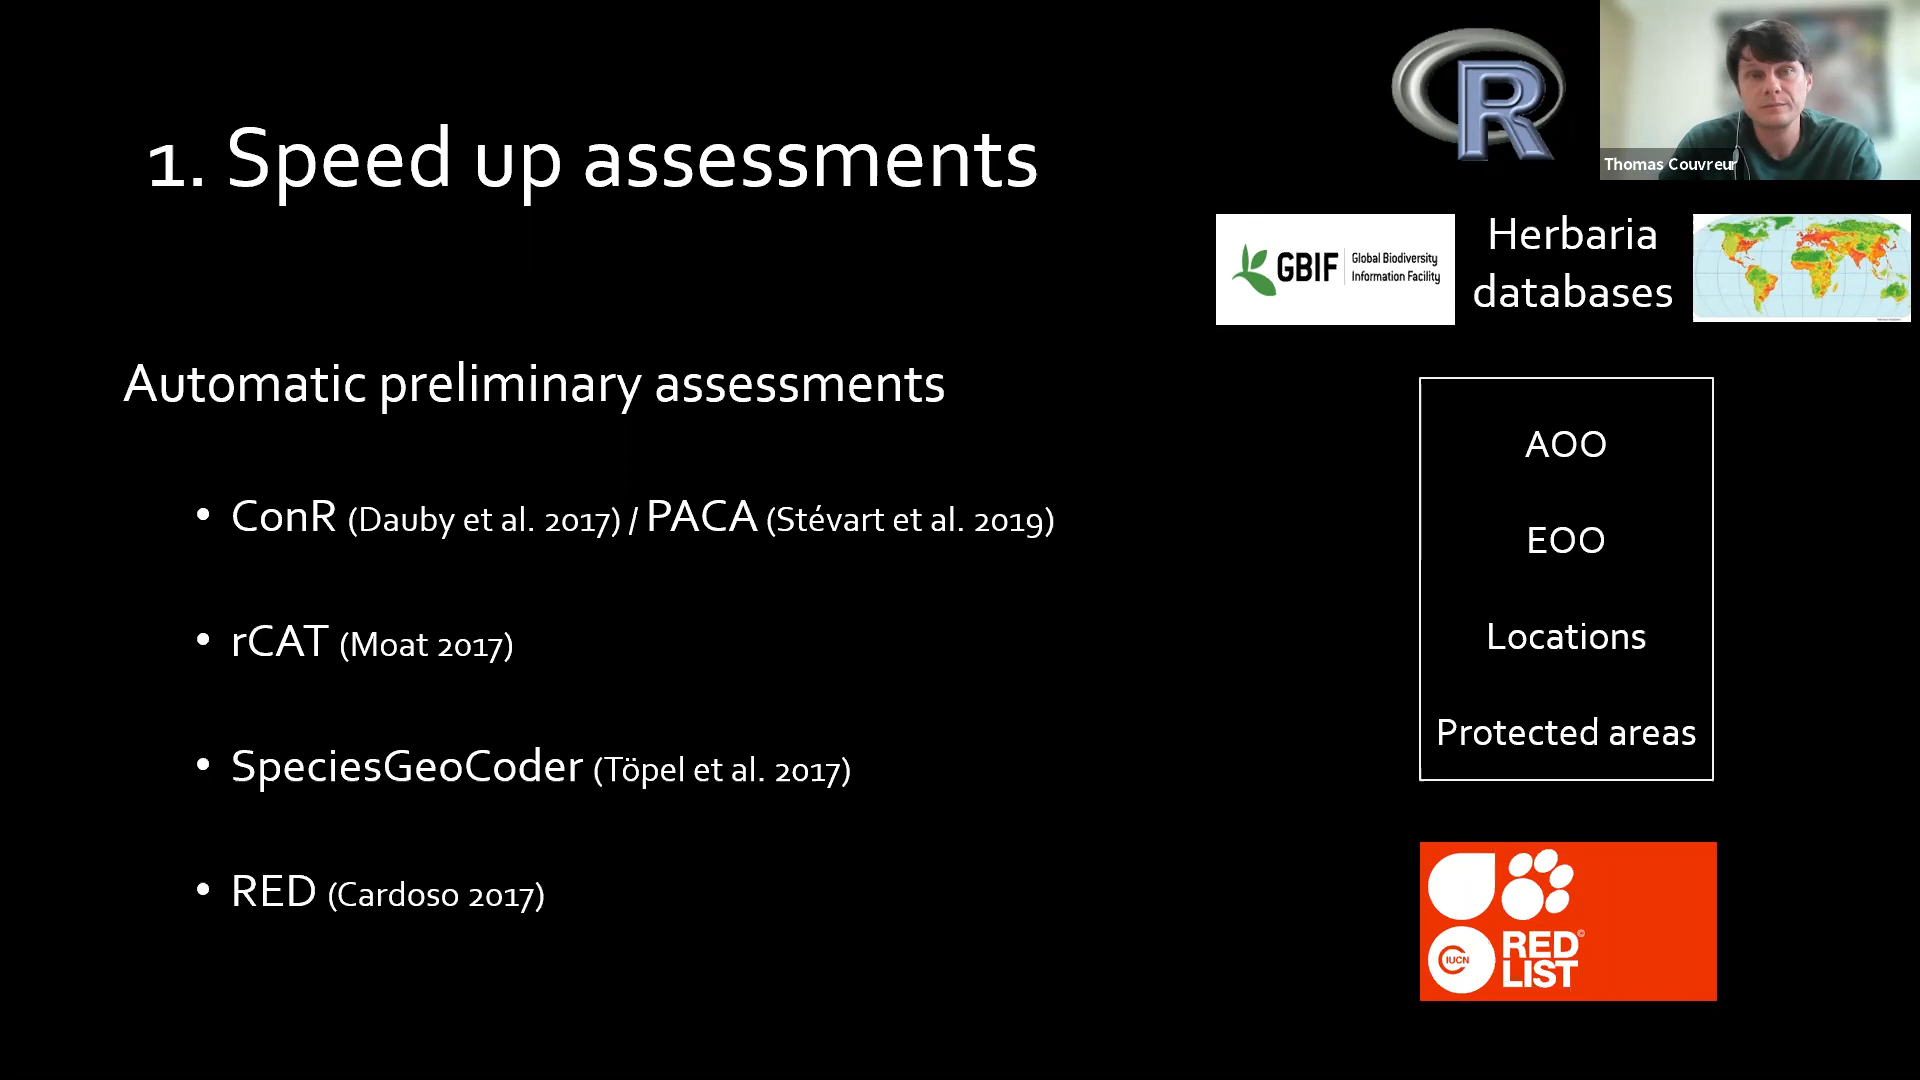 R
Thomas Couvreur
1. Speed up assessments
GBIF
Global Biodiversity
Information Facility
Herbaria
databases
Automatic preliminary assessments
• ConR (Dauby et al. 2017) / PACA (Stévart et al. 2019)
• rCAT (Moat 2017)
• SpeciesGeoCoder (Töpel et al. 2017)
• RED (Cardoso 2017)
AOO
EOO
Locations
Protected areas
IUCN
RED
LIST
©